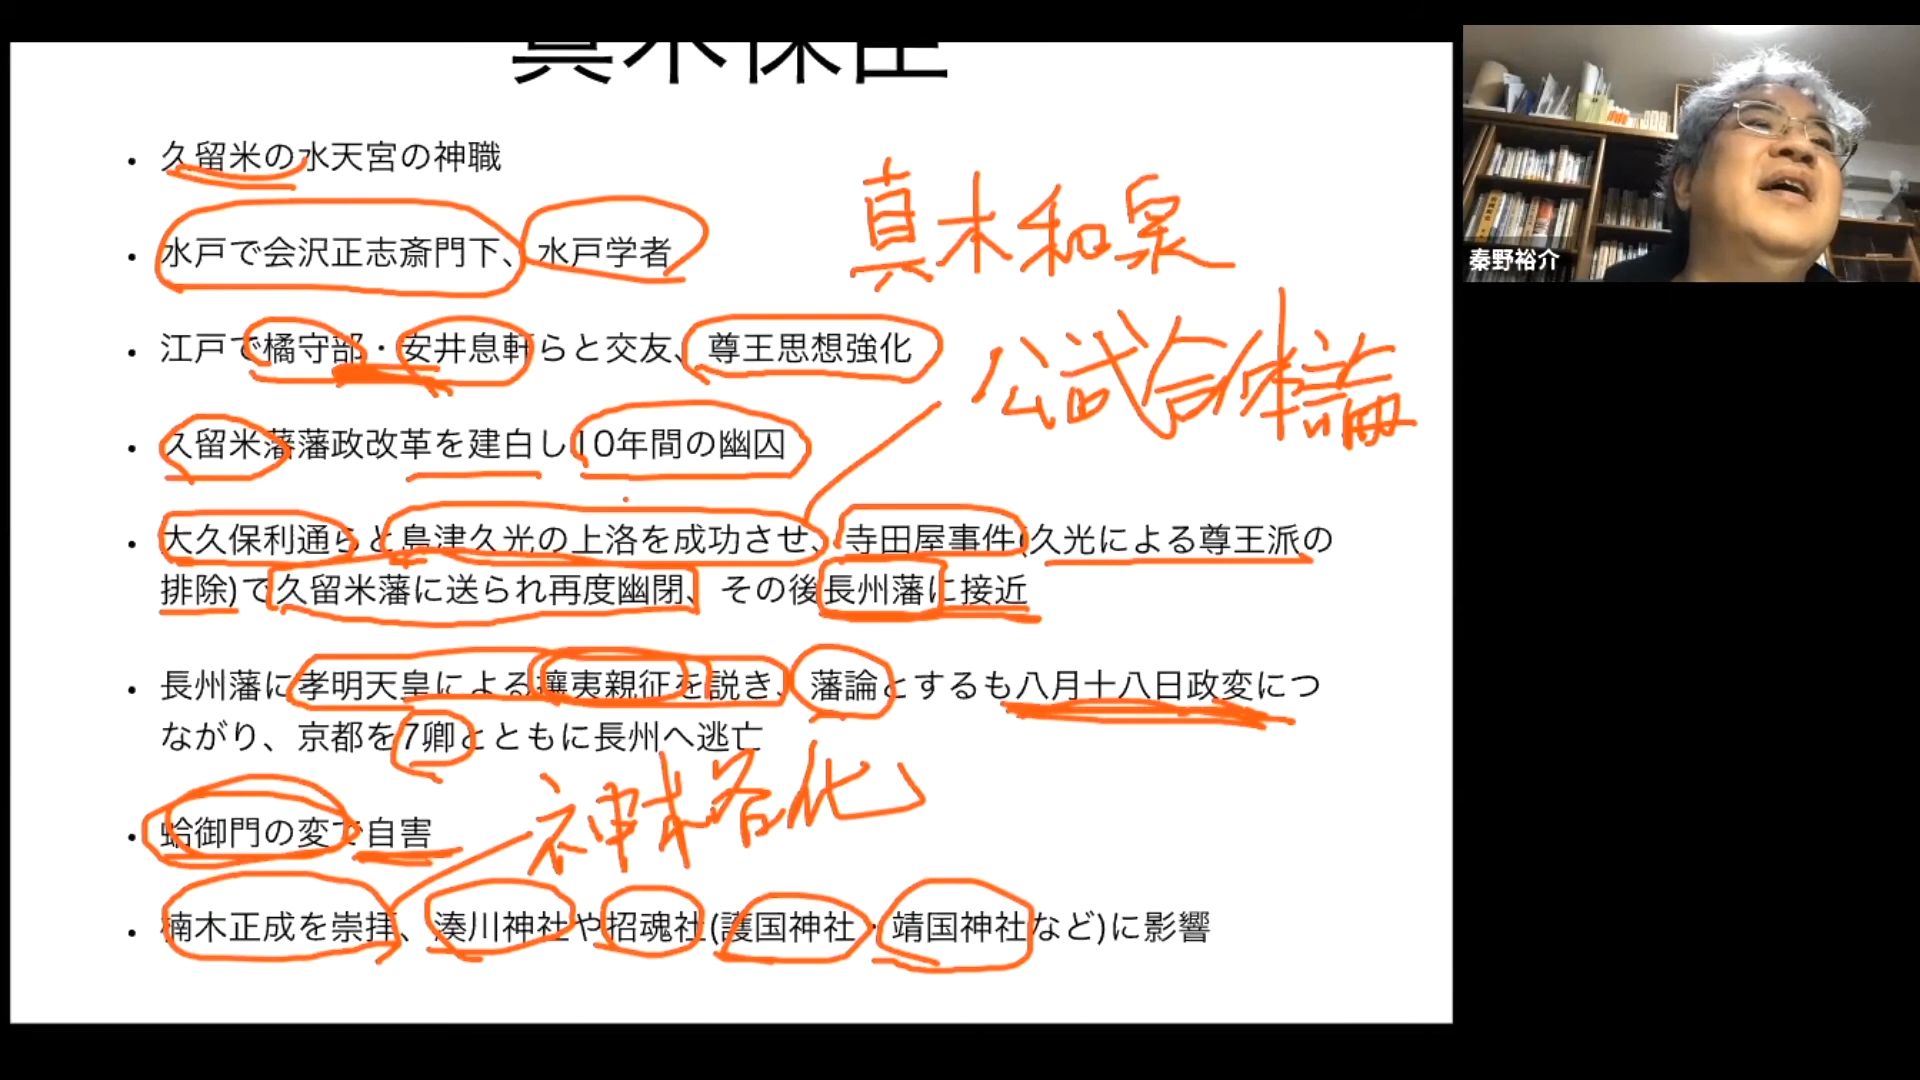 真木保臣
・久留米の水天宮の神職
・水戸で会沢正志斎門下、水戸学者
・江戸で橘守部・安井息軒らと交友、尊王思想強化
・久留米藩藩政改革を建白し10年間の幽囚
・大久保利通らと島津久光の上洛を成功させ、寺田屋事件(久光による尊王派の
排除)で久留米藩に送られ再度幽閉、その後長州藩に接近
・長州藩に孝明天皇による攘夷親征を説き、藩論とするも八月十八日政変につ
ながり、京都を7卿とともに長州へ逃亡
・蛤御門の変で自害
・楠木正成を崇拝、湊川神社や招魂社(護国神社・靖国神社など)に影響
真木和泉
公武合体論
神格化
秦野裕介